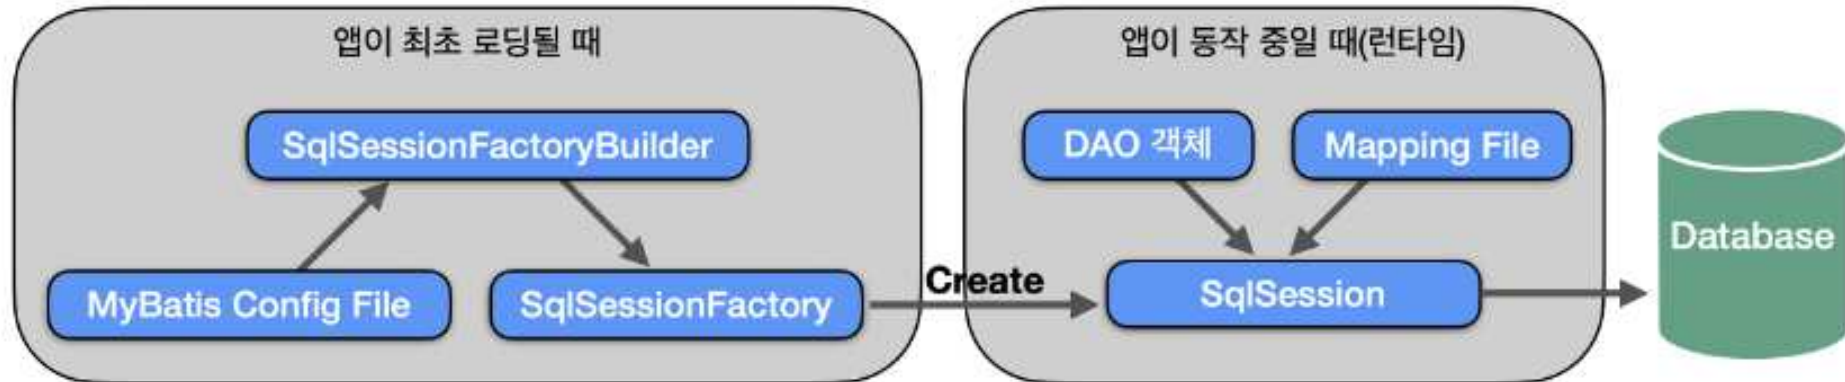 앱이 최초 로딩될 때
SqlSessionFactoryBuilder
MyBatis Config File
SqlSessionFactory
Create
앱이 동작 중일 때(런타임)
DAO 객체
Mapping File
SqlSession
Database